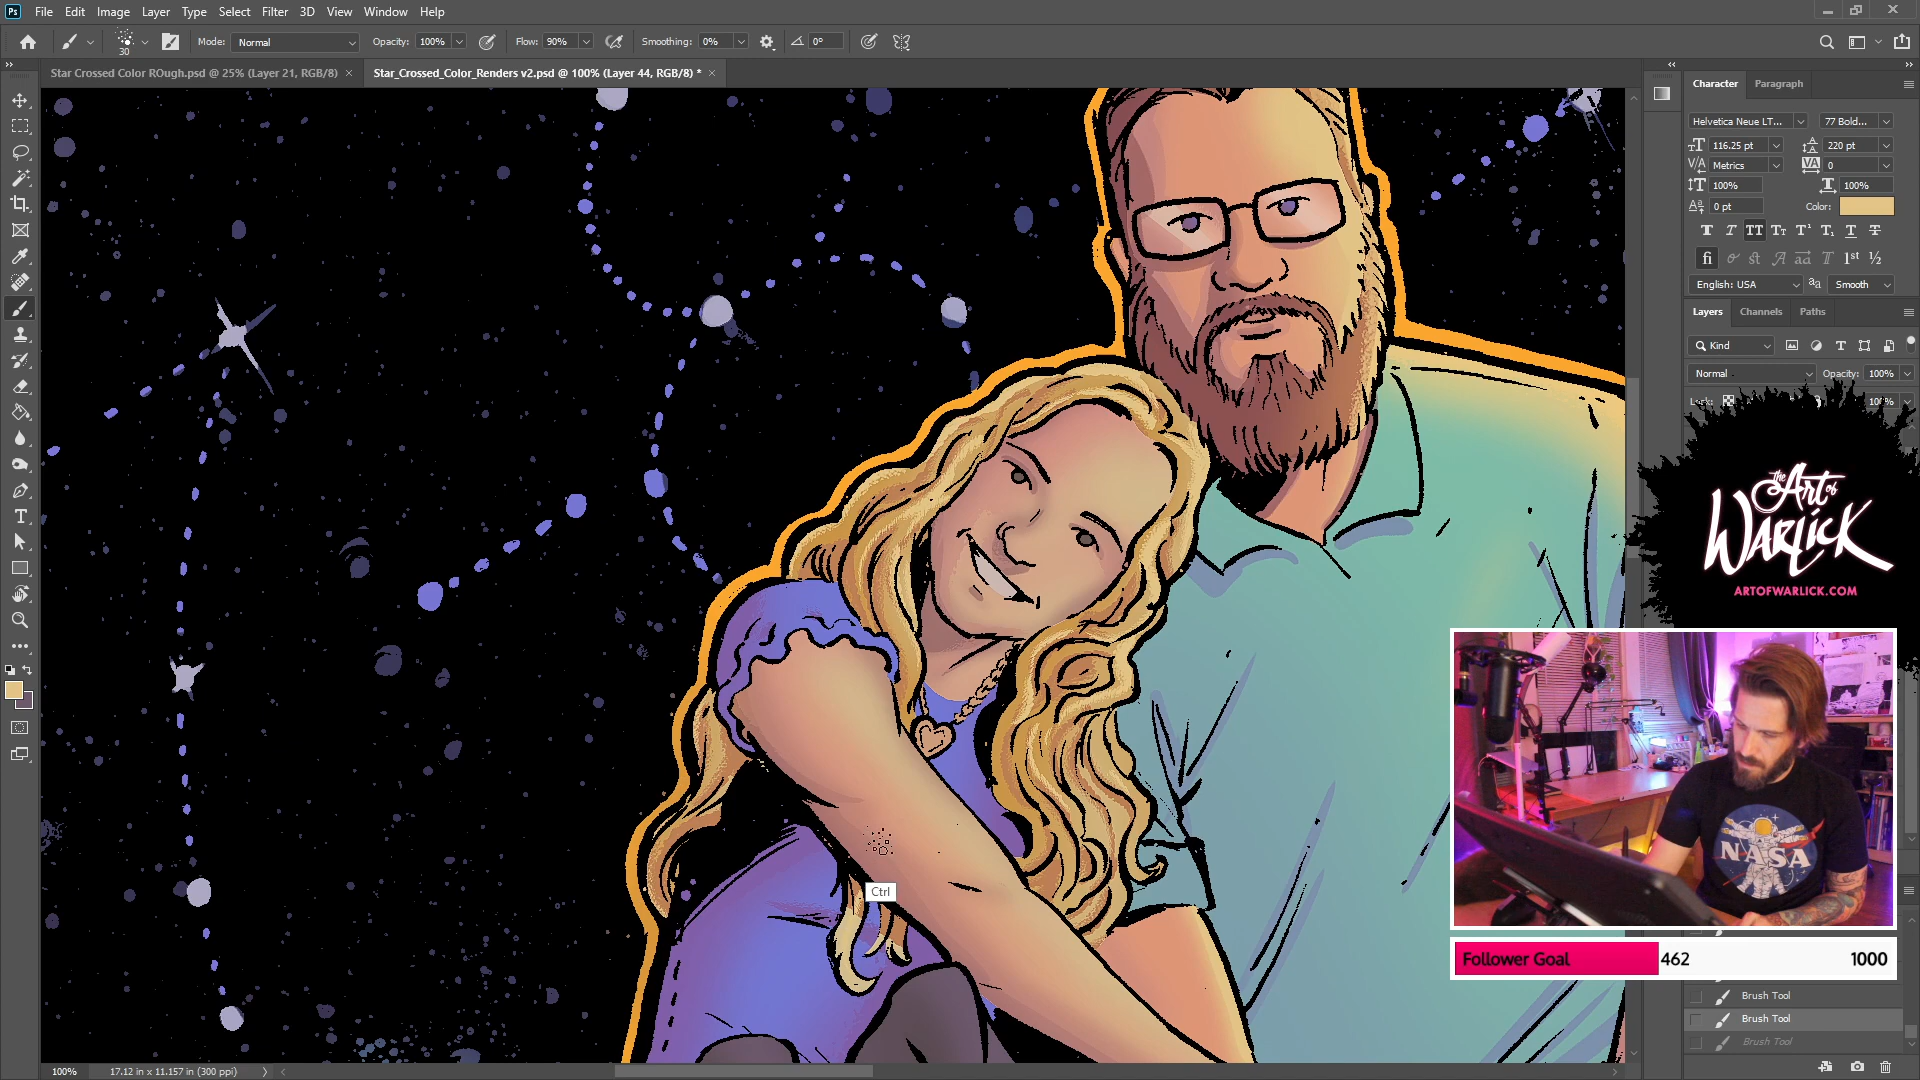 Ps File Edit Image Layer Type Select Filter 3D View Window Help
30 Mode: Normal Opacity: 100% Flow: 90% Smoothing: 0% 0°
Star Crossed Color ROugh.psd @ 25% (Layer 21, RGB/8) × Star_Crossed_Color_Renders v2.psd @ 100% (Layer 44, RGB/8) * ×
Character Paragraph
Helvetica Neue LT... 77 Bold...
116.25 pt 220 pt
Metrics 0
100% 100%
0 pt Color:
English: USA Smooth
Layers Channels Paths
Kind
Normal Opacity: 100%
Lock: 100%
the Art of
Warlick
ARTOFWARLICK.COM
NASA
Ctrl
Follower Goal 462 1000
Brush Tool
Brush Tool
Brush Tool
100% 17.12 in x 11.157 in (300 ppi)